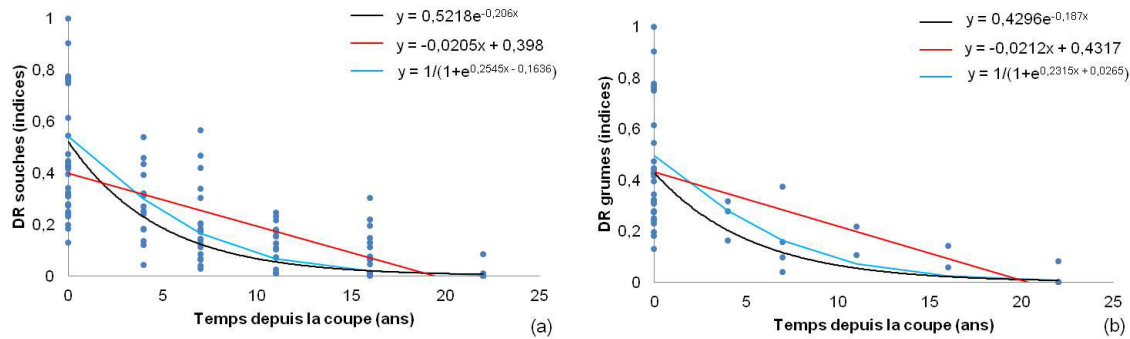 y = 0,5218e^-0,206x
y = -0,0205x + 0,398
y = 1/(1+e^0,2545x – 0,1636)
DR souches (indices)
1
0,8
0,6
0,4
0,2
0
0 5 10 15 20 25
Temps depuis la coupe (ans)
(a)
y = 0,4296e^-0,187x
y = -0,0212x + 0,4317
y = 1/(1+e^0,2315x + 0,0265)
DR grumes (indices)
1
0,8
0,6
0,4
0,2
0
0 5 10 15 20 25
Temps depuis la coupe (ans)
(b)